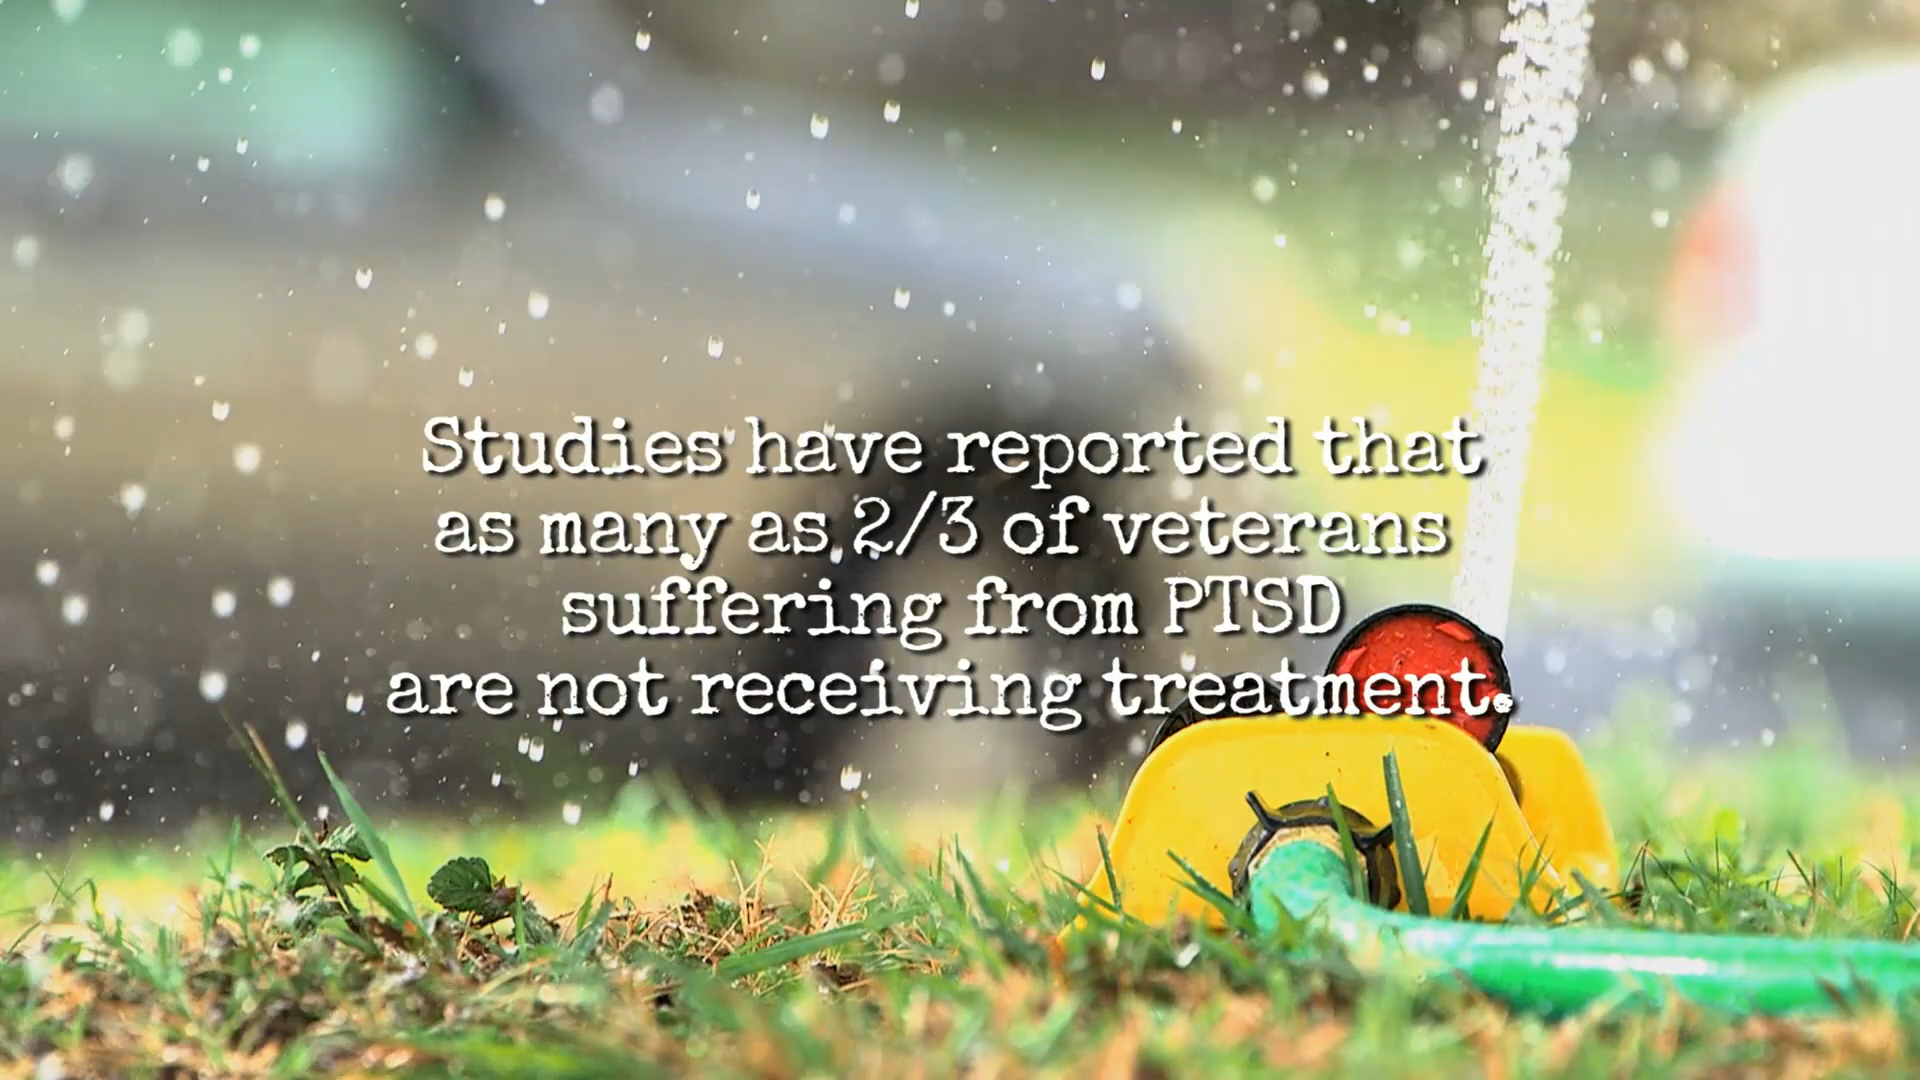 Studies have reported that
as many as 2/3 of veterans
suffering from PTSD
are not receiving treatment.